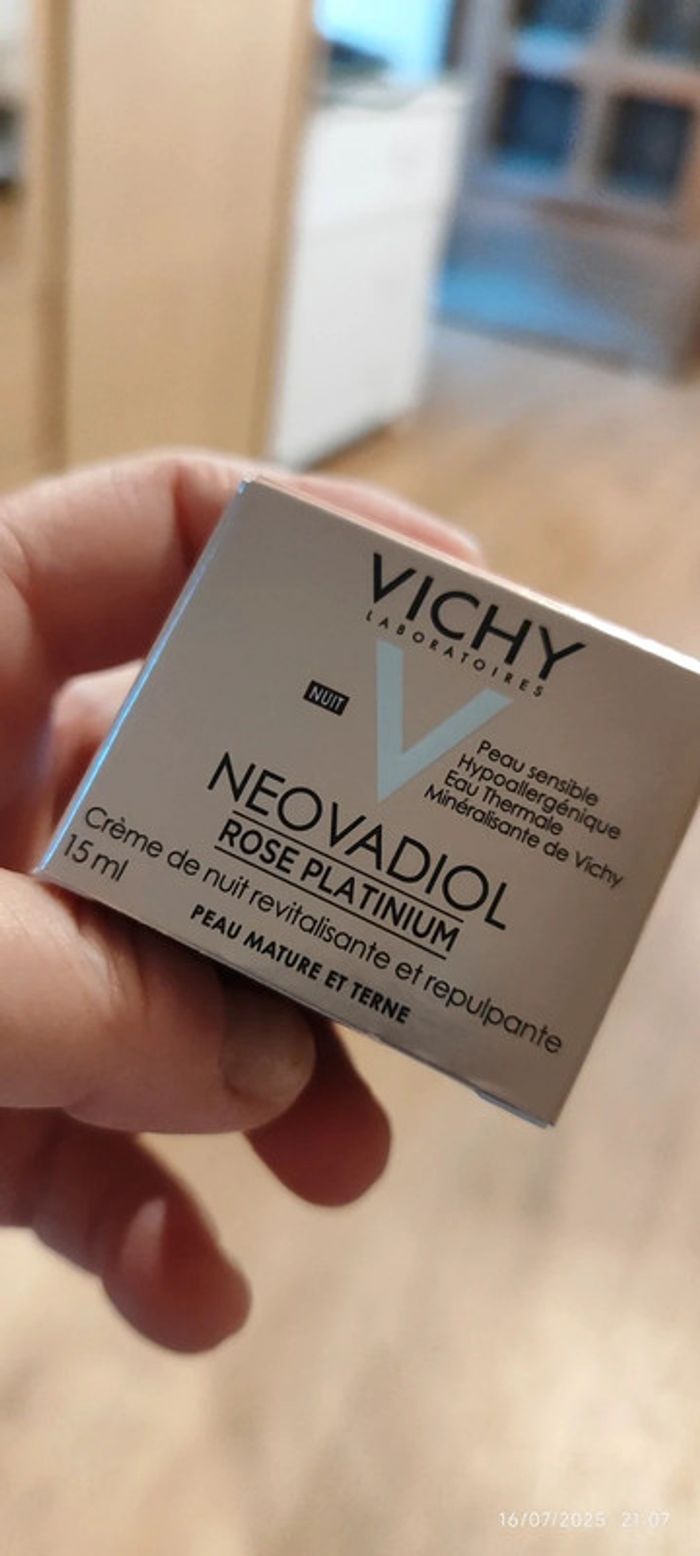 VICHY
LABORATOIRES
NUIT
Peau sensible
Hypoallergénique
Eau Thermale
Minéralisante de Vichy
NEOVADIOL
ROSE PLATINIUM
Crème de nuit revitalisante et repulpante
15 ml
PEAU MATURE ET TERNE
16/07/2025 21:07